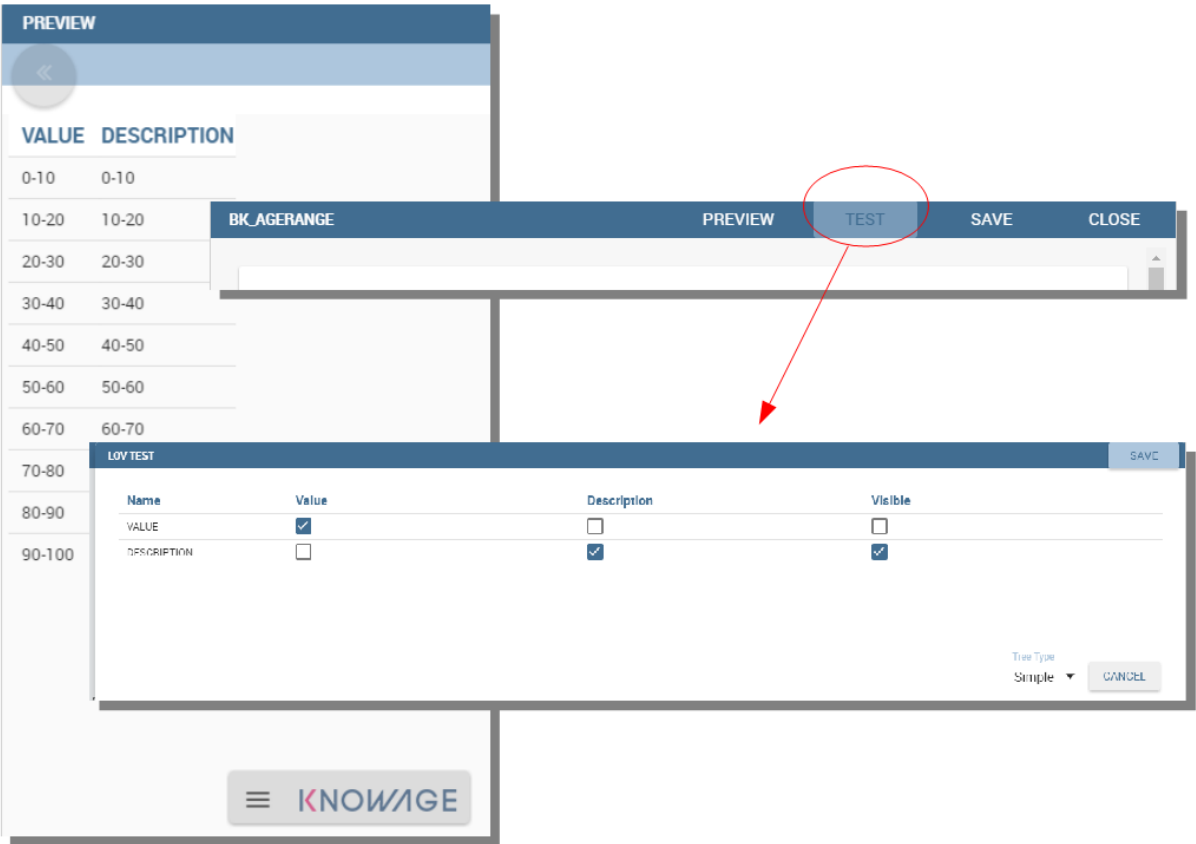 PREVIEW
VALUE DESCRIPTION
0-10 0-10
10-20 10-20
20-30 20-30
30-40 30-40
40-50 40-50
50-60 50-60
60-70 60-70
70-80
80-90
90-100
BK_AGERANGE PREVIEW TEST SAVE CLOSE
LOV TEST SAVE
Name Value Description Visible
VALUE
DESCRIPTION
Tree Type
Simple CANCEL
KNOWAGE